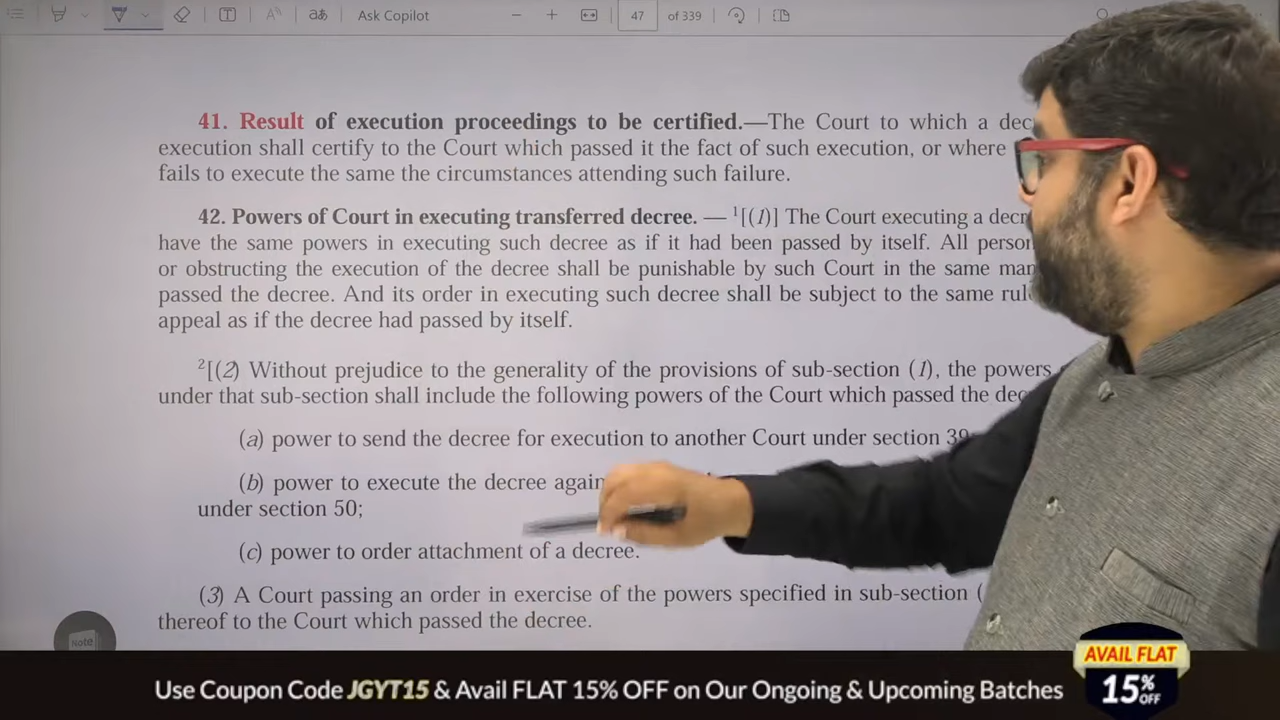 Ask Copilot
47 of 339
41. Result of execution proceedings to be certified.—The Court to which a dec
execution shall certify to the Court which passed it the fact of such execution, or where
fails to execute the same the circumstances attending such failure.
42. Powers of Court in executing transferred decree. — 1[(1)] The Court executing a decr
have the same powers in executing such decree as if it had been passed by itself. All person
or obstructing the execution of the decree shall be punishable by such Court in the same man
passed the decree. And its order in executing such decree shall be subject to the same rul
appeal as if the decree had passed by itself.
2[(2) Without prejudice to the generality of the provisions of sub-section (1), the powers
under that sub-section shall include the following powers of the Court which passed the dec
(a) power to send the decree for execution to another Court under section 39
(b) power to execute the decree again
under section 50;
(c) power to order attachment of a decree.
(3) A Court passing an order in exercise of the powers specified in sub-section (
thereof to the Court which passed the decree.
Note
Use Coupon Code JGYT15 & Avail FLAT 15% OFF on Our Ongoing & Upcoming Batches
AVAIL FLAT
15% OFF